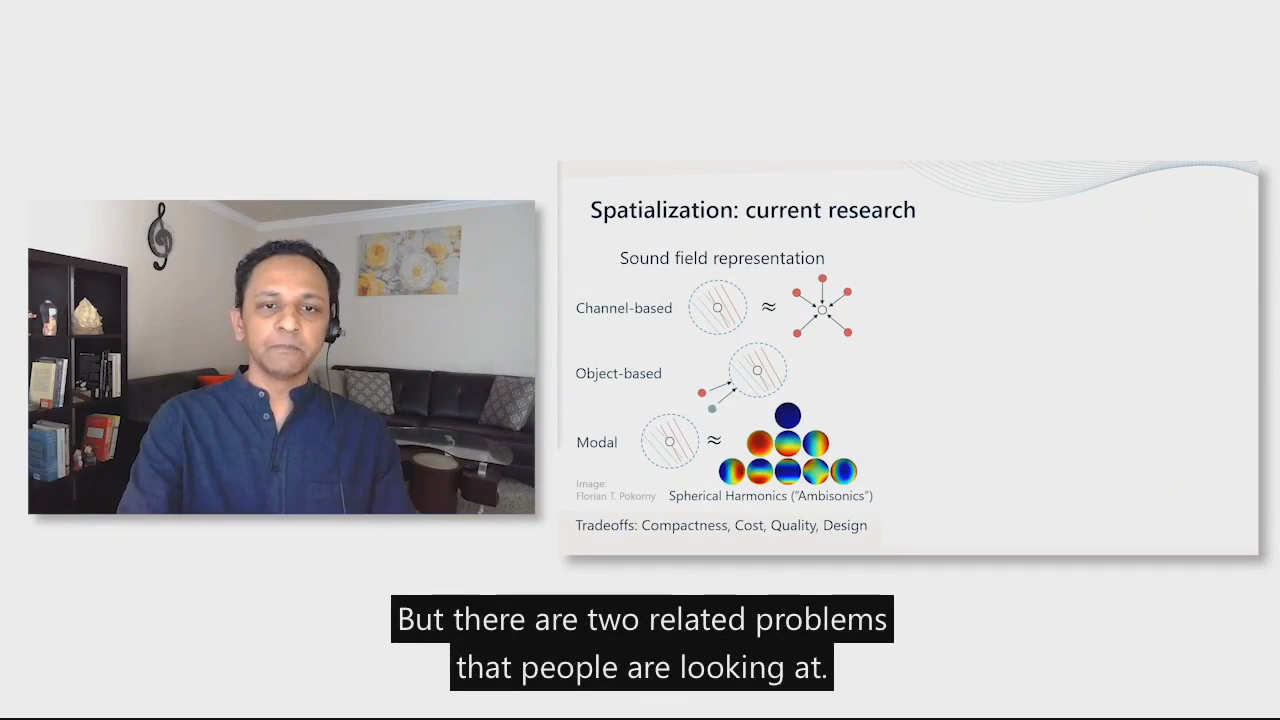 Spatialization: current research
Sound field representation
Channel-based
≈
Object-based
Modal
≈
Image:
Florian T. Pokorny
Spherical Harmonics ("Ambisonics")
Tradeoffs: Compactness, Cost, Quality, Design
But there are two related problems
that people are looking at.